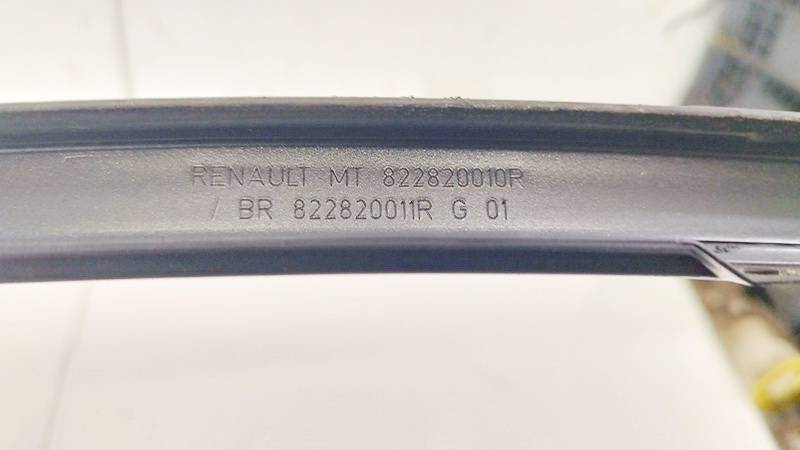 RENAULT MT 822820010R
/ BR 822820011R G 01